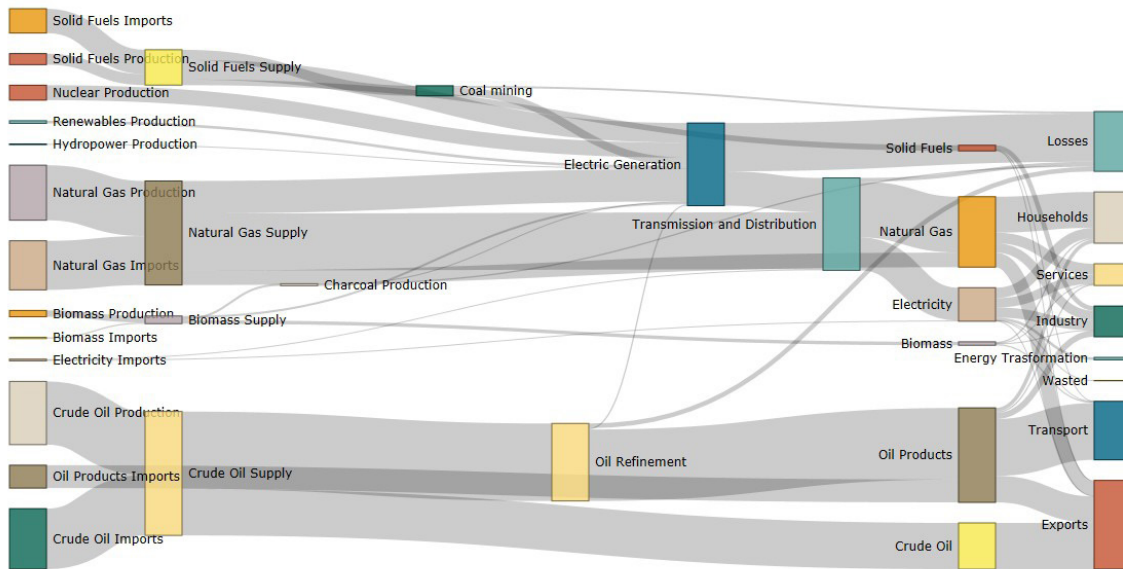 Solid Fuels Imports
Solid Fuels Production
Solid Fuels Supply
Nuclear Production
Coal mining
Renewables Production
Hydropower Production
Electric Generation
Solid Fuels
Losses
Natural Gas Production
Natural Gas Supply
Transmission and Distribution
Natural Gas
Households
Natural Gas Imports
Charcoal Production
Services
Electricity
Biomass Production
Biomass Supply
Industry
Biomass Imports
Biomass
Electricity Imports
Energy Trasformation
Wasted
Crude Oil Production
Transport
Oil Products Imports
Crude Oil Supply
Oil Refinement
Oil Products
Crude Oil Imports
Crude Oil
Exports